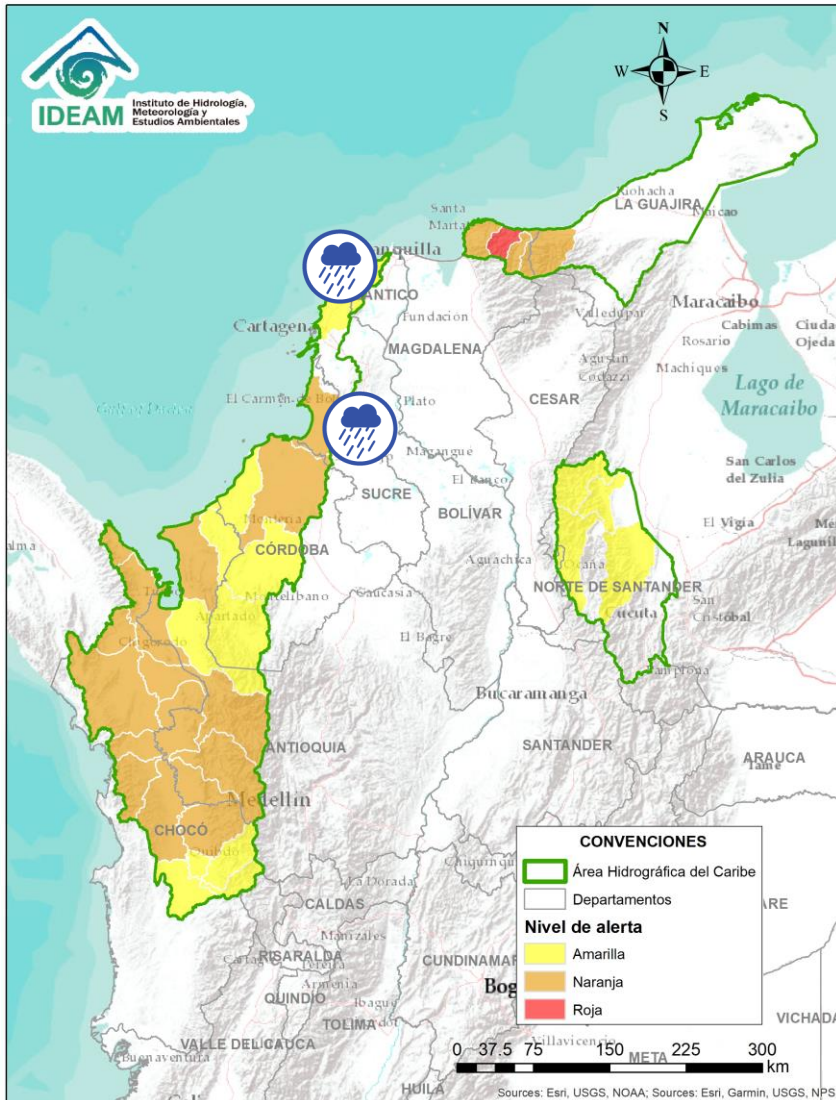 IDEAM
Instituto de Hidrología,
Meteorología y
Estudios Ambientales
N
W
E
S
Riohacha
LA GUAJIRA
Maicao
Santa
Marta
Cartagena
Fundación
MAGDALENA
Valledupar
Maracaibo
Cabimas
Ciudad
Ojeda
Rosario
Machiques
Agustín
Codazzi
CESAR
Lago de
Maracaibo
El Carmen de
Plato
Magangué
SUCRE
El Banco
BOLÍVAR
San Carlos
del Zulia
El Vigía
Montería
CÓRDOBA
Aguachica
Ocaña
NORTE DE SANTANDER
San
Cristóbal
Montelíbano
Caucasia
Apartadó
El Bagre
Chigorodó
Pamplona
Bucaramanga
ANTIOQUIA
SANTANDER
ARAUCA
Tame
Medellín
CHOCÓ
Quibdó
La Dorada
CALDAS
Manizales
RISARALDA
Pereira
Armenia
QUINDÍO
Ibagué
TOLIMA
VALLE DEL CAUCA
Buenaventura
HUILA
Villavicencio
META
VICHADA
CONVENCIONES
Área Hidrográfica del Caribe
Departamentos
Nivel de alerta
Amarilla
Naranja
Roja
0 37.5 75 150 225 300
km
Sources: Esri, USGS, NOAA; Sources: Esri, Garmin, USGS, NPS